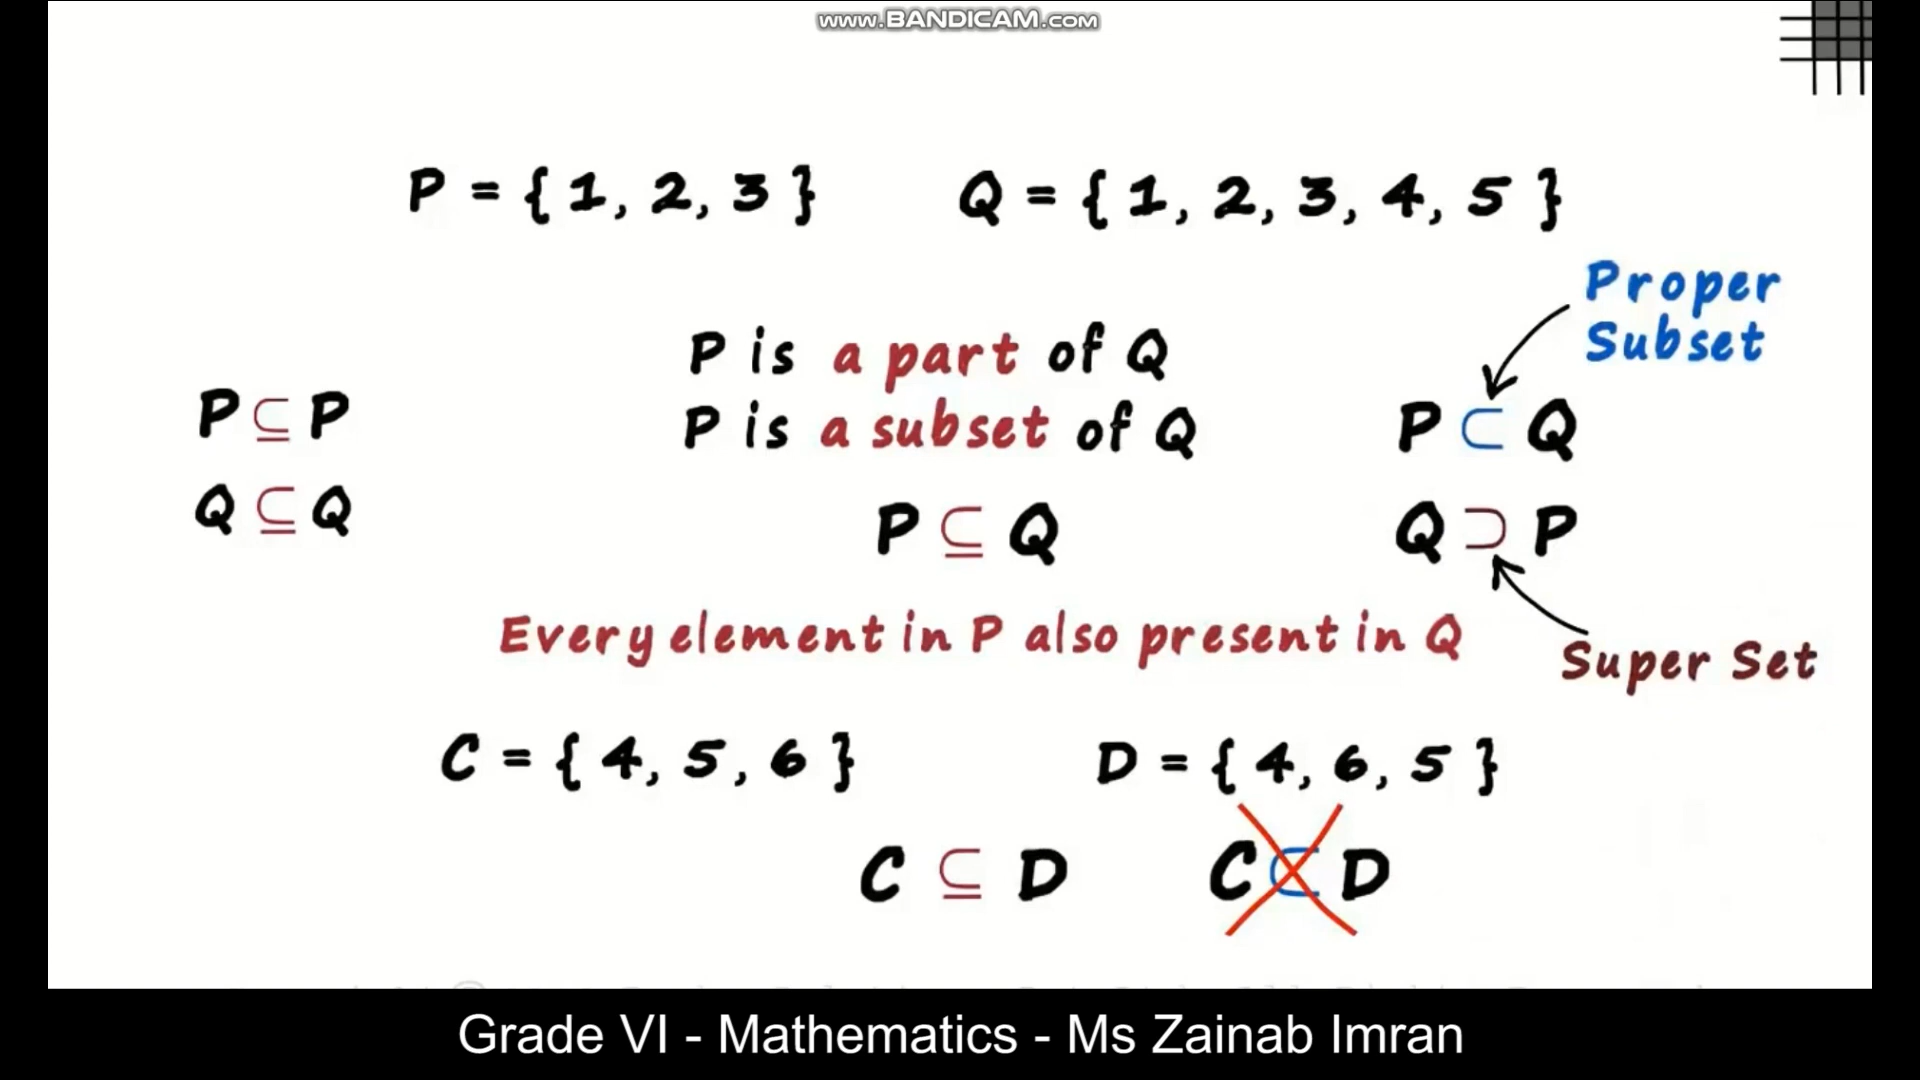 www.BANDICAM.com
P = { 1, 2, 3 }
Q = { 1, 2, 3, 4, 5 }
Proper
Subset
P is a part of Q
P is a subset of Q
P ⊆ P
Q ⊆ Q
P ⊆ Q
P ⊂ Q
Q ⊃ P
Every element in P also present in Q
Super Set
C = { 4, 5, 6 }
D = { 4, 6, 5 }
C ⊆ D
C ⊂ D
Grade VI - Mathematics - Ms Zainab Imran